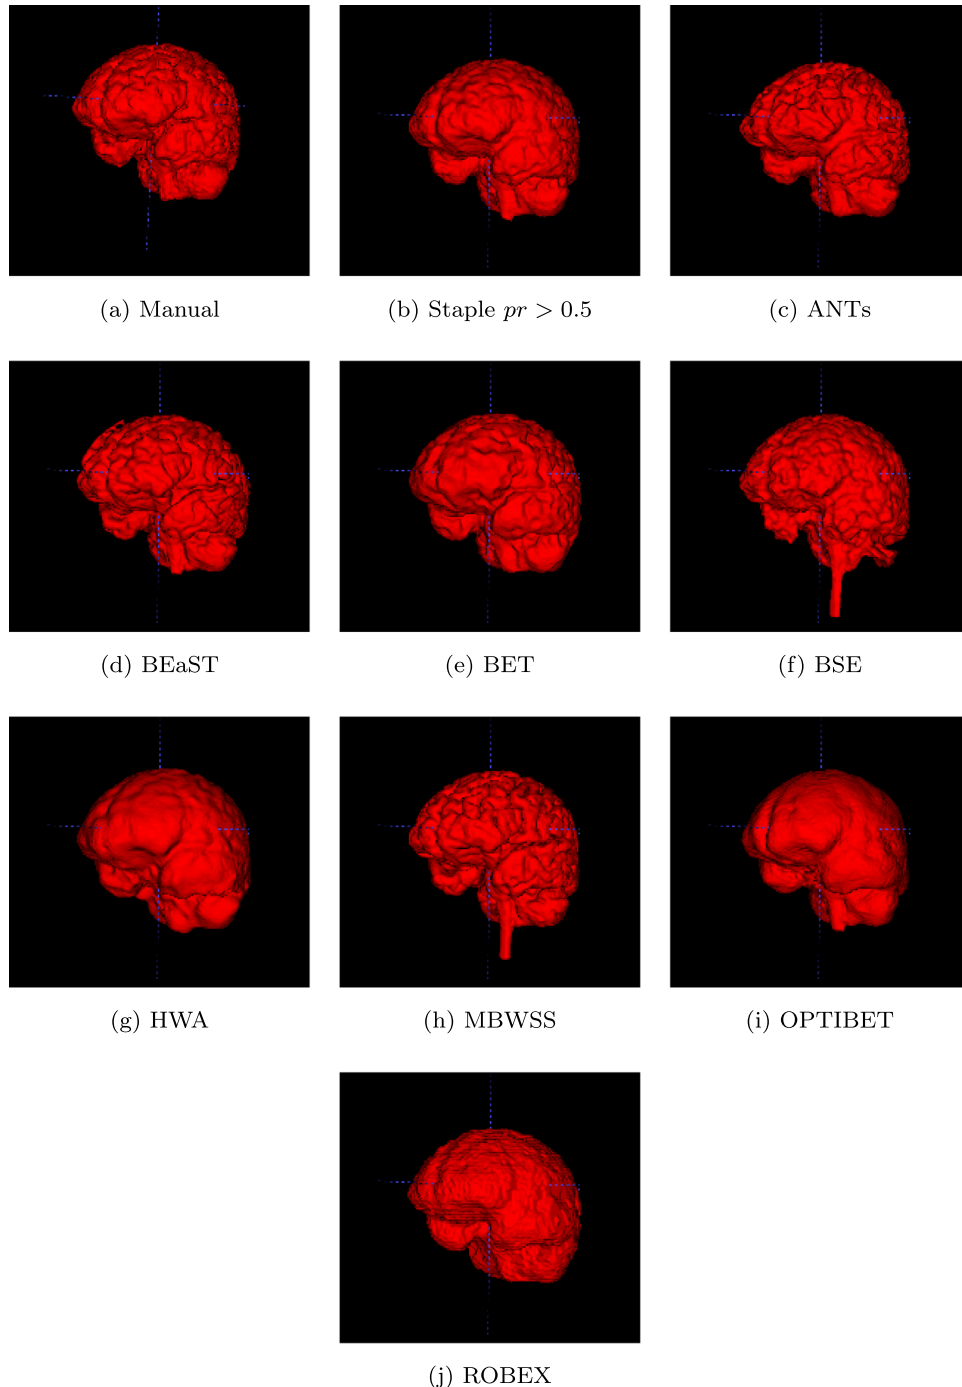 (a) Manual
(b) Staple pr > 0.5
(c) ANTs
(d) BEaST
(e) BET
(f) BSE
(g) HWA
(h) MBWSS
(i) OPTIBET
(j) ROBEX